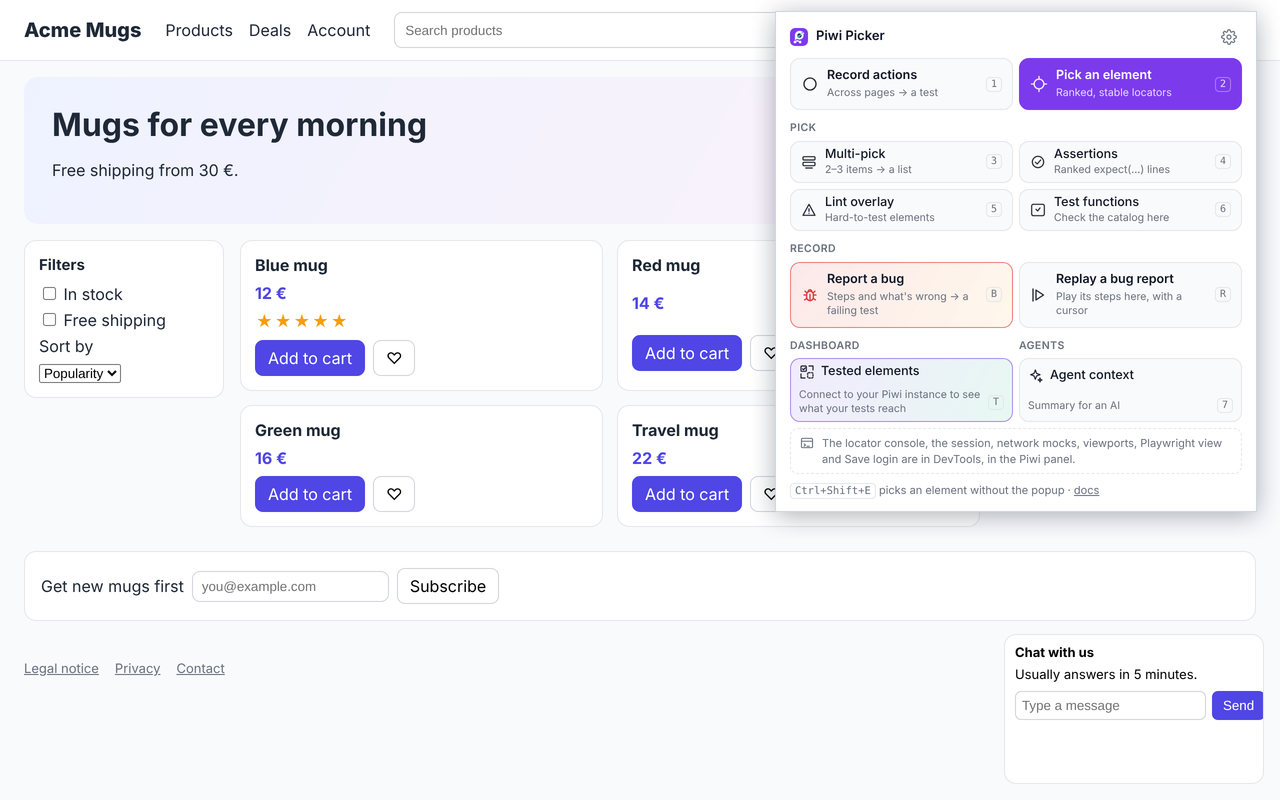 Acme Mugs
Products
Deals
Account
Search products
Mugs for every morning
Free shipping from 30 €.
Filters
In stock
Free shipping
Sort by
Popularity
Blue mug
12 €
★★★★★
Add to cart
Red mug
14 €
Add to cart
Green mug
16 €
Add to cart
Travel mug
22 €
Add to cart
Get new mugs first
you@example.com
Subscribe
Legal notice
Privacy
Contact
Piwi Picker
Record actions
Across pages → a test
1
Pick an element
Ranked, stable locators
2
PICK
Multi-pick
2–3 items → a list
3
Assertions
Ranked expect(...) lines
4
Lint overlay
Hard-to-test elements
5
Test functions
Check the catalog here
6
RECORD
Report a bug
Steps and what's wrong → a
failing test
B
Replay a bug report
Play its steps here, with a
cursor
R
DASHBOARD
Tested elements
Connect to your Piwi instance to see
what your tests reach
T
AGENTS
Agent context
Summary for an AI
7
The locator console, the session, network mocks, viewports, Playwright view
and Save login are in DevTools, in the Piwi panel.
Ctrl+Shift+E picks an element without the popup · docs
Chat with us
Usually answers in 5 minutes.
Type a message
Send